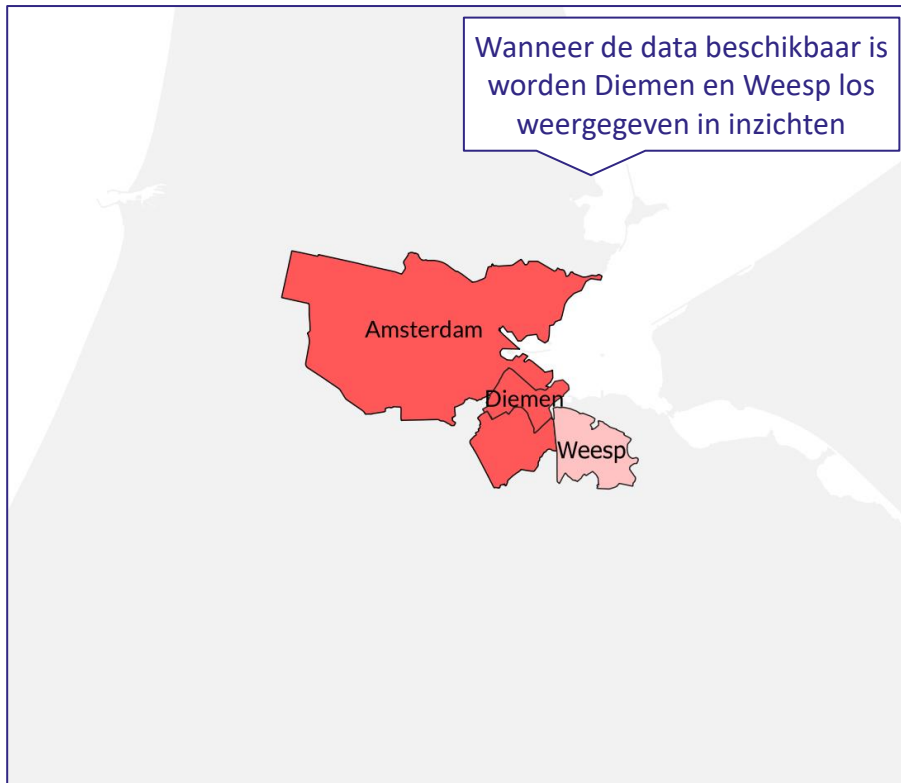 Wanneer de data beschikbaar is
worden Diemen en Weesp los
weergegeven in inzichten
Amsterdam
Diemen
Weesp